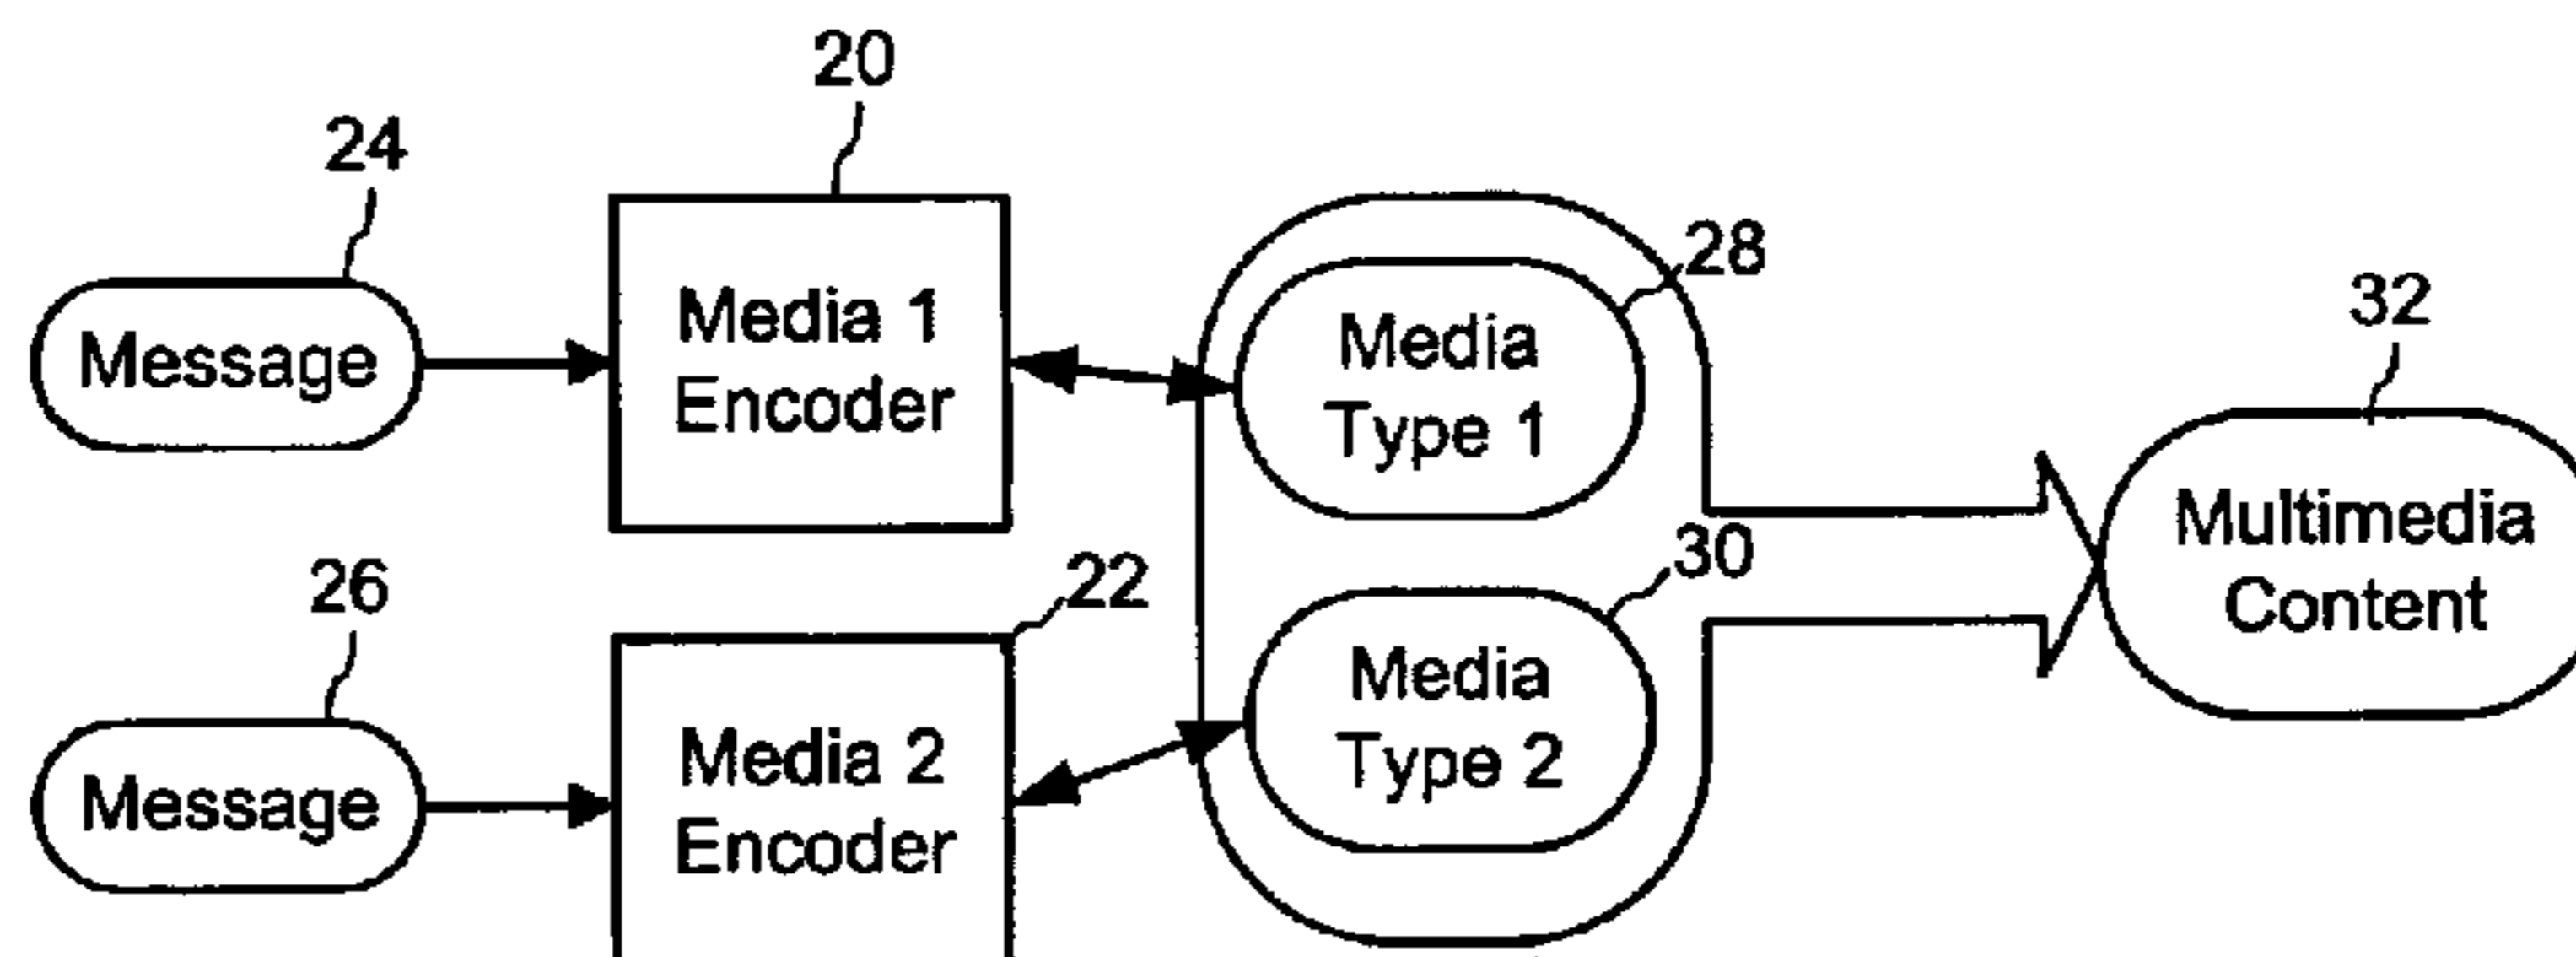 20
24
Message
Media 1
Encoder
28
Media
Type 1
32
Multimedia
Content
26
Message
22
Media 2
Encoder
30
Media
Type 2